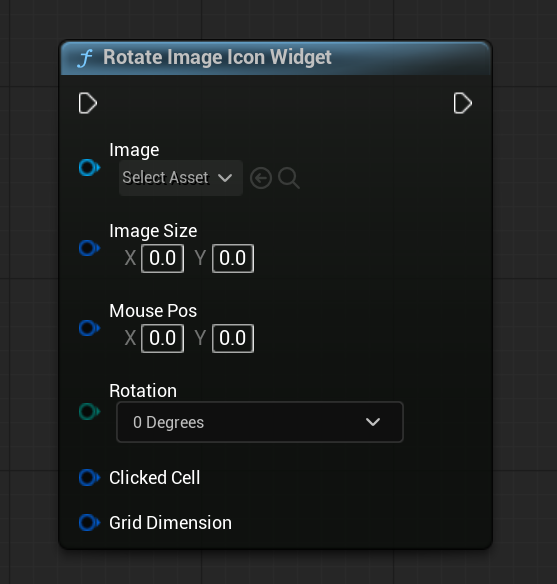 Rotate Image Icon Widget
Image
Select Asset
Image Size
X 0.0 Y 0.0
Mouse Pos
X 0.0 Y 0.0
Rotation
0 Degrees
Clicked Cell
Grid Dimension